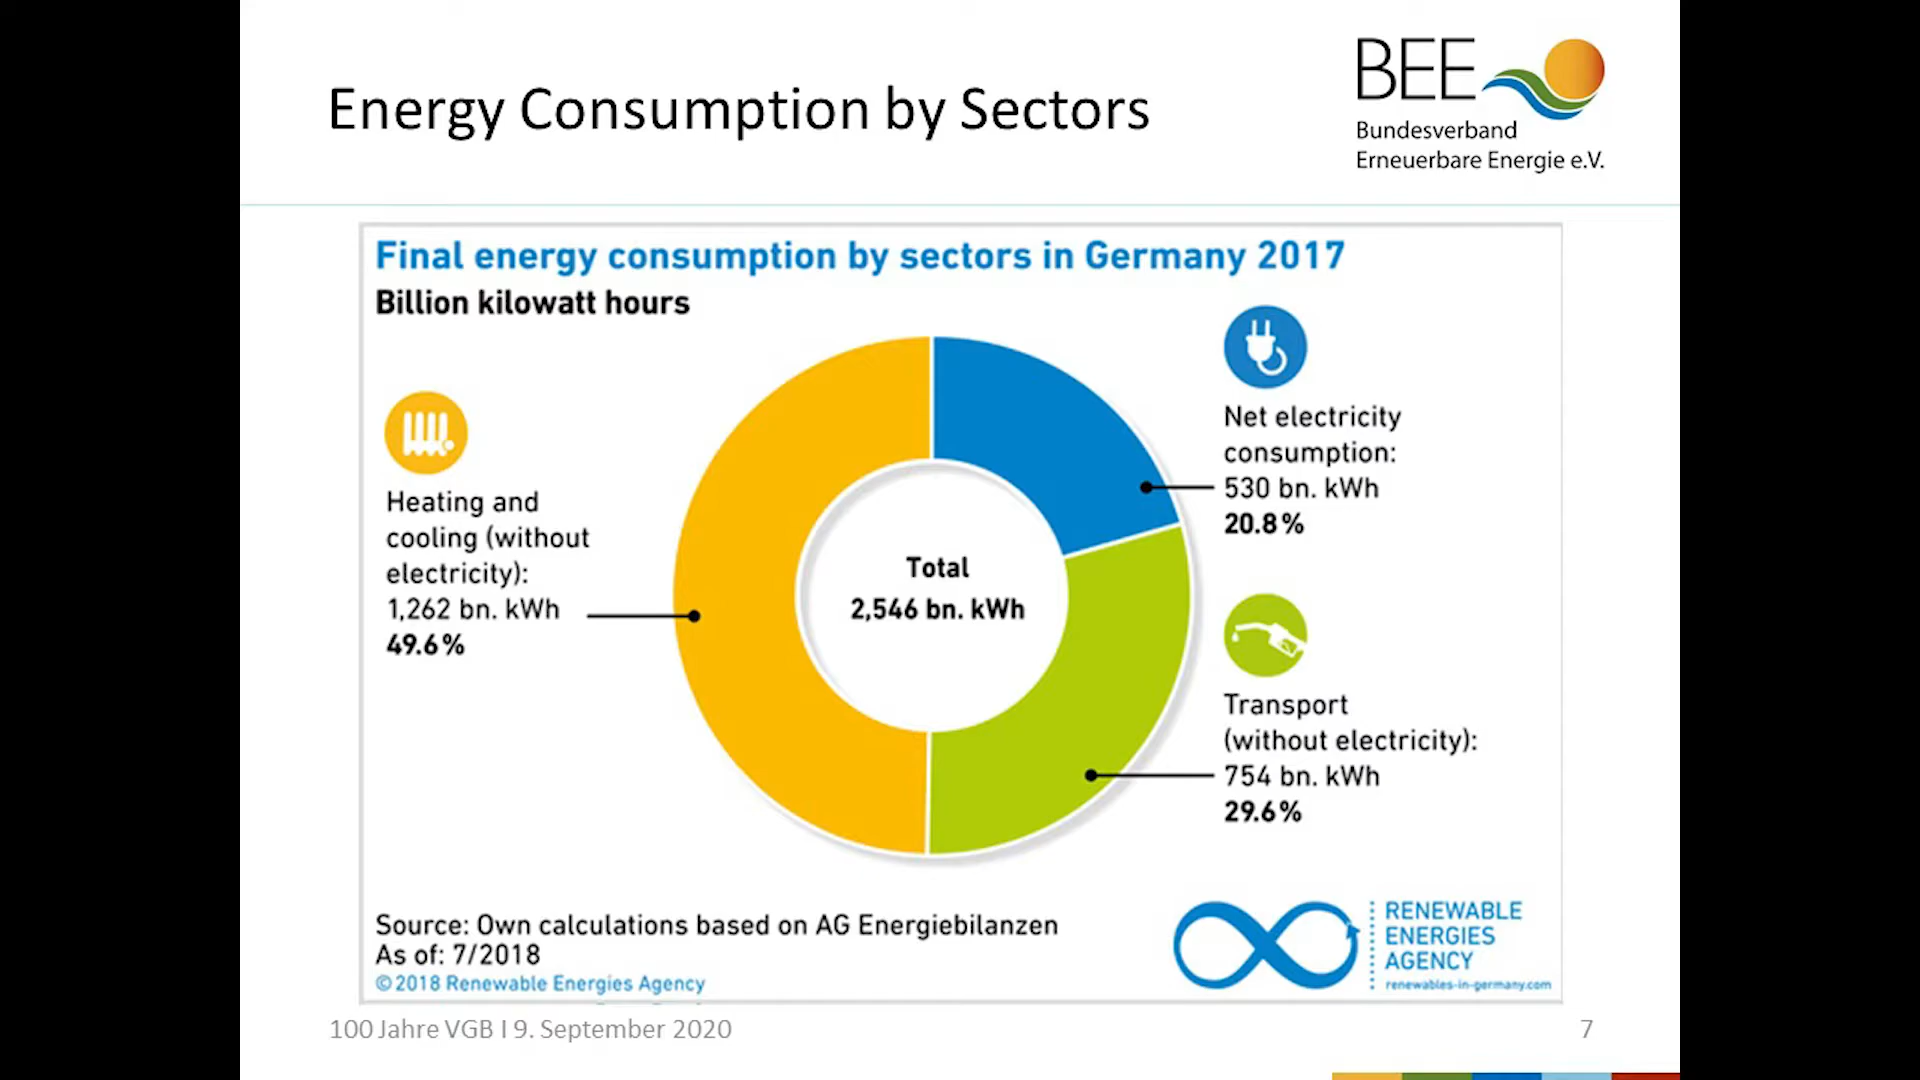 Energy Consumption by Sectors
BEE
Bundesverband
Erneuerbare Energie e.V.
Final energy consumption by sectors in Germany 2017
Billion kilowatt hours
Heating and
cooling (without
electricity):
1,262 bn. kWh
49.6%
Total
2,546 bn. kWh
Net electricity
consumption:
530 bn. kWh
20.8%
Transport
(without electricity):
754 bn. kWh
29.6%
Source: Own calculations based on AG Energiebilanzen
As of: 7/2018
©2018 Renewable Energies Agency
RENEWABLE
ENERGIES
AGENCY
renewables-in-germany.com
100 Jahre VGB I 9. September 2020
7